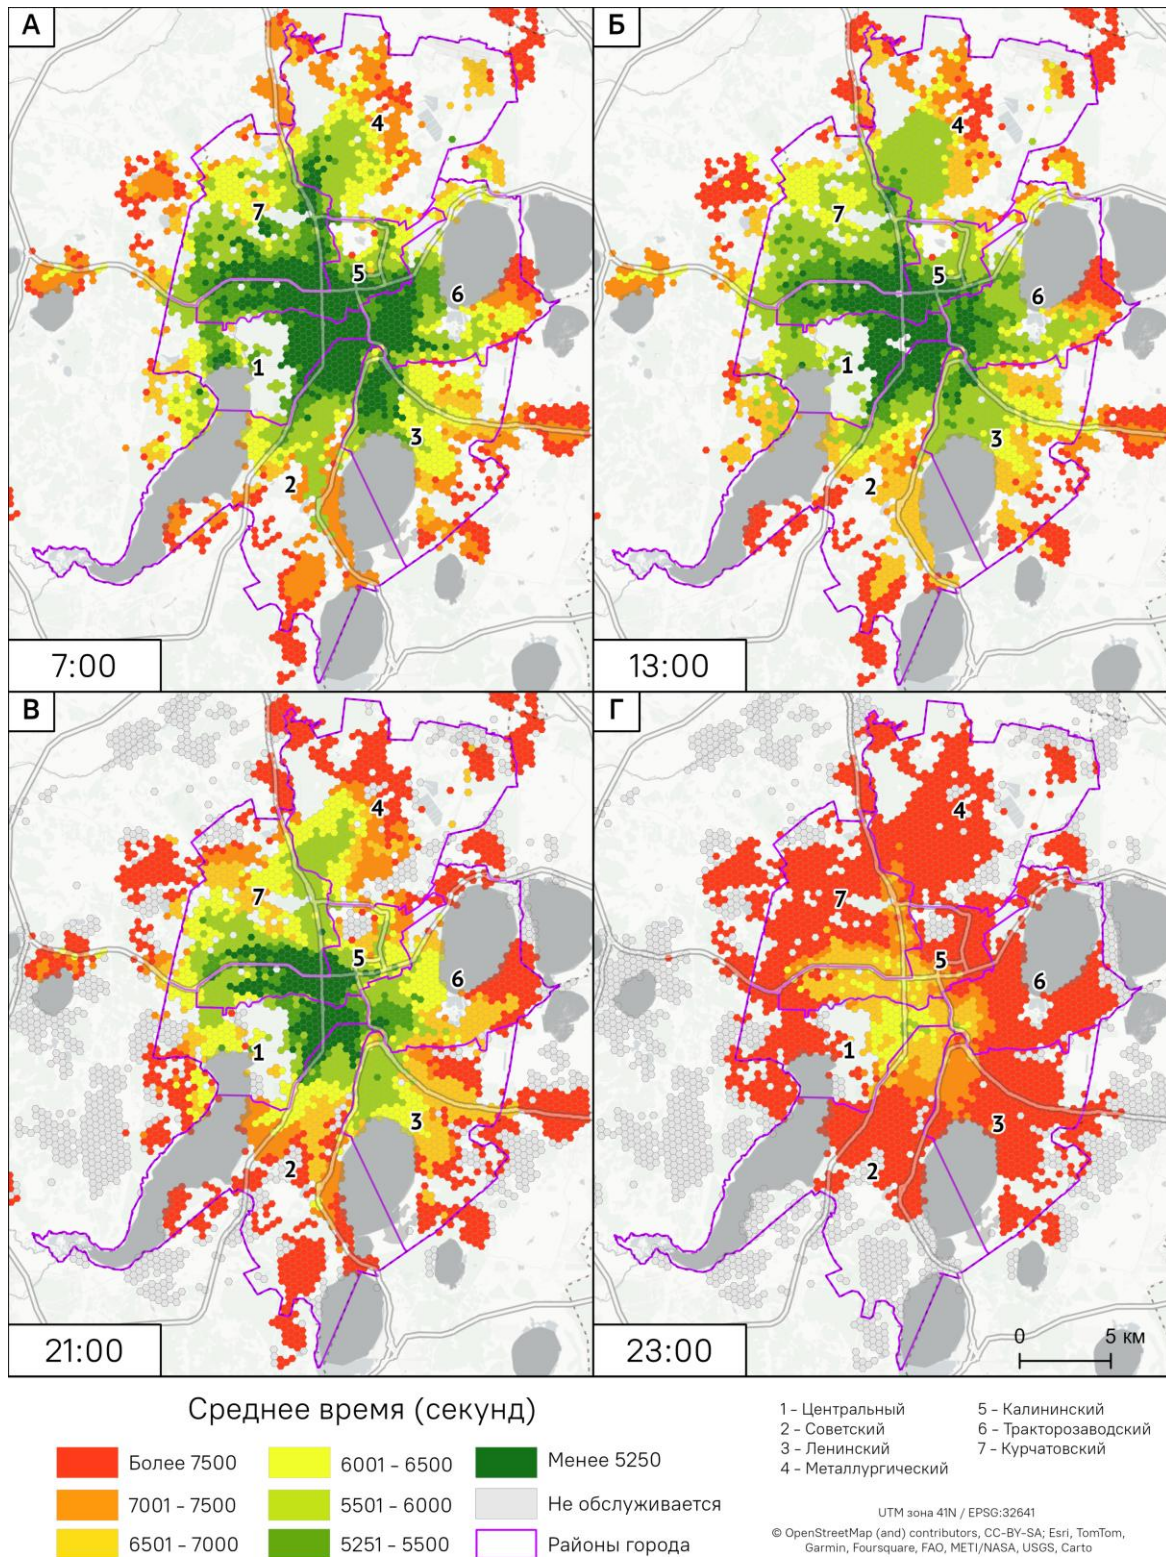 А
Б
4
4
7
7
5
5
6
6
1
1
3
3
2
2
7:00
13:00
В
Г
4
4
7
7
5
5
6
6
1
1
3
3
2
2
21:00
23:00
0
5 км
Среднее время (секунд)
Более 7500
6001 - 6500
Менее 5250
7001 - 7500
5501 - 6000
Не обслуживается
6501 - 7000
5251 - 5500
Районы города
1 - Центральный
2 - Советский
3 - Ленинский
4 - Металлургический
5 - Калининский
6 - Тракторозаводский
7 - Курчатовский
UTM зона 41N / EPSG:32641
© OpenStreetMap (and) contributors, CC-BY-SA; Esri, TomTom,
Garmin, Foursquare, FAO, METI/NASA, USGS, Carto